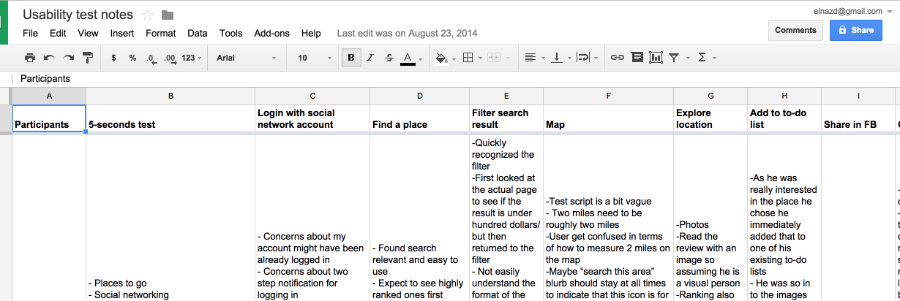 Usability test notes
elnazd@gmail.com
File Edit View Insert Format Data Tools Add-ons Help Last edit was on August 23, 2014
Comments Share
$ % .0 .00 123 Arial 10 B I S A
Participants
A B C D E F G H I
Participants
5-seconds test
Login with social
network account
Find a place
Filter search
result
Map
Explore
location
Add to to-do
list
Share in FB
- Places to go
- Social networking
- Concerns about my
account might have been
already logged in
- Concerns about two
step notification for
logging in
- Found search
relevant and easy to
use
- Expect to see highly
ranked ones first
-Quickly
recognized the
filter
-First looked at
the actual page
to see if the
result is under
hundred dollars/
but then
returned to the
filter
- Not easily
understand the
format of the
-Test script is a bit vague
- Two miles need to be
roughly two miles
-User get confused in terms
of how to measure 2 miles on
the map
-Maybe "search this area"
blurb should stay at all times
to indicate that this icon is for
-Photos
-Read the
review with an
image so
assuming he is
a visual person
-Ranking also
-As he was
really interested
in the place he
chose he
immediately
added that to
one of his
existing to-do
lists
- He was so in
to the images